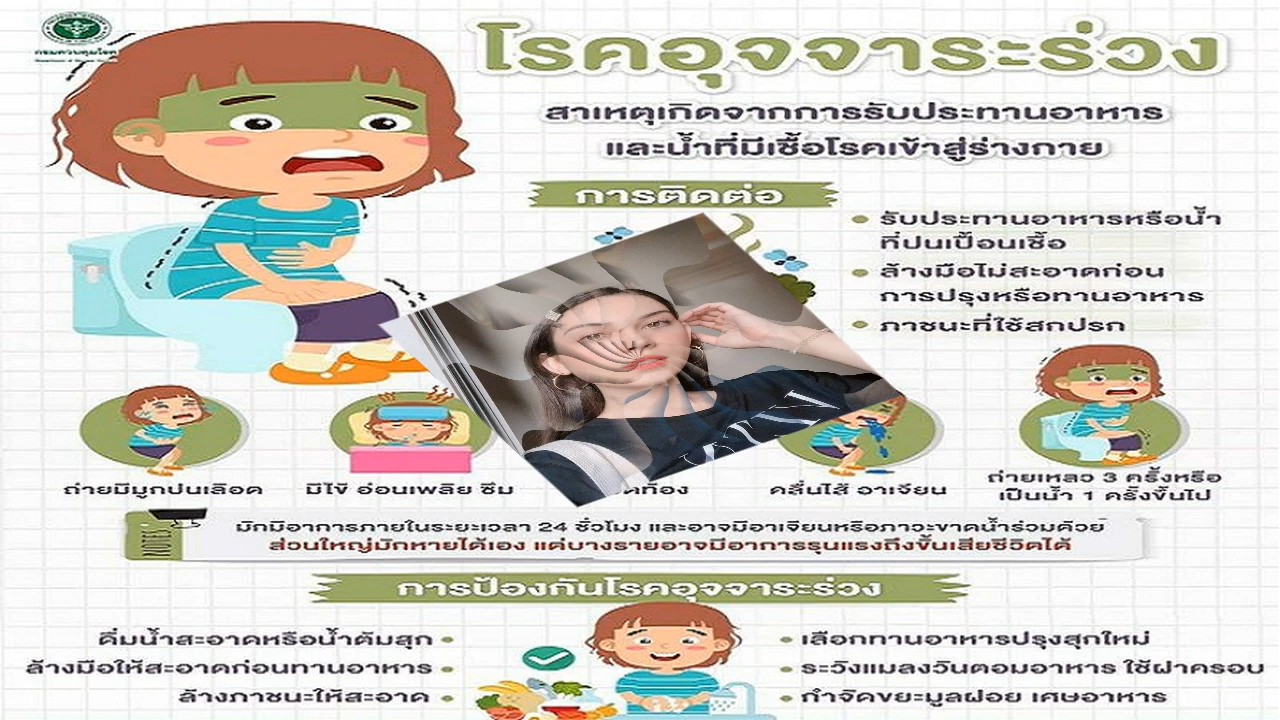 กรมควบคุมโรค
โรคอุจจาระร่วง
สาเหตุเกิดจากการรับประทานอาหาร
และน้ำที่มีเชื้อโรคเข้าสู่ร่างกาย
การติดต่อ
รับประทานอาหารหรือน้ำ
ที่ปนเปื้อนเชื้อ
ล้างมือไม่สะอาดก่อน
การปรุงหรือทานอาหาร
ภาชนะที่ใช้สกปรก
ถ่ายมีมูกปนเลือด
มีไข้ อ่อนเพลีย ซึม
คลื่นไส้ อาเจียน
ถ่ายเหลว 3 ครั้งหรือ
เป็นน้ำ 1 ครั้งขึ้นไป
NOTES
มักมีอาการภายในระยะเวลา 24 ชั่วโมง และอาจมีอาเจียนหรือภาวะขาดน้ำร่วมด้วย
ส่วนใหญ่มักหายได้เอง แต่บางรายอาจมีอาการรุนแรงถึงขั้นเสียชีวิตได้
การป้องกันโรคอุจจาระร่วง
ดื่มน้ำสะอาดหรือน้ำต้มสุก
ล้างมือให้สะอาดก่อนทานอาหาร
ล้างภาชนะให้สะอาด
เลือกทานอาหารปรุงสุกใหม่
ระวังแมลงวันตอมอาหาร ใช้ฝาครอบ
กำจัดขยะมูลฝอย เศษอาหาร